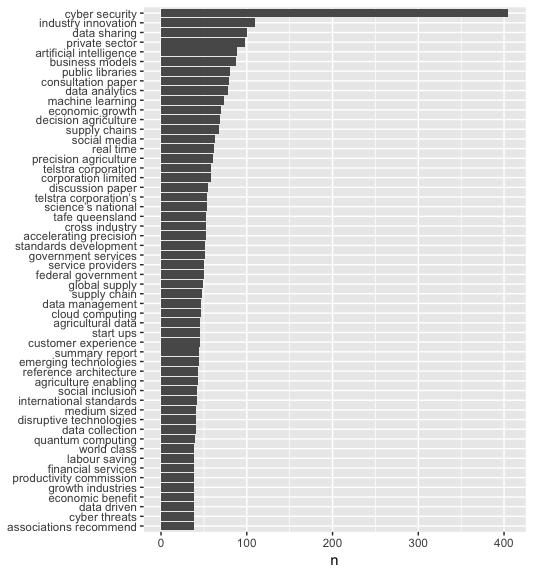 cyber security
industry innovation
data sharing
private sector
artificial intelligence
business models
public libraries
consultation paper
data analytics
machine learning
economic growth
decision agriculture
supply chains
social media
real time
precision agriculture
telstra corporation
corporation limited
discussion paper
telstra corporation's
science's national
tafe queensland
cross industry
accelerating precision
standards development
government services
service providers
federal government
global supply
supply chain
data management
cloud computing
agricultural data
start ups
customer experience
summary report
emerging technologies
reference architecture
agriculture enabling
social inclusion
international standards
medium sized
disruptive technologies
data collection
quantum computing
world class
labour saving
financial services
productivity commission
growth industries
economic benefit
data driven
cyber threats
associations recommend
0 100 200 300 400
n